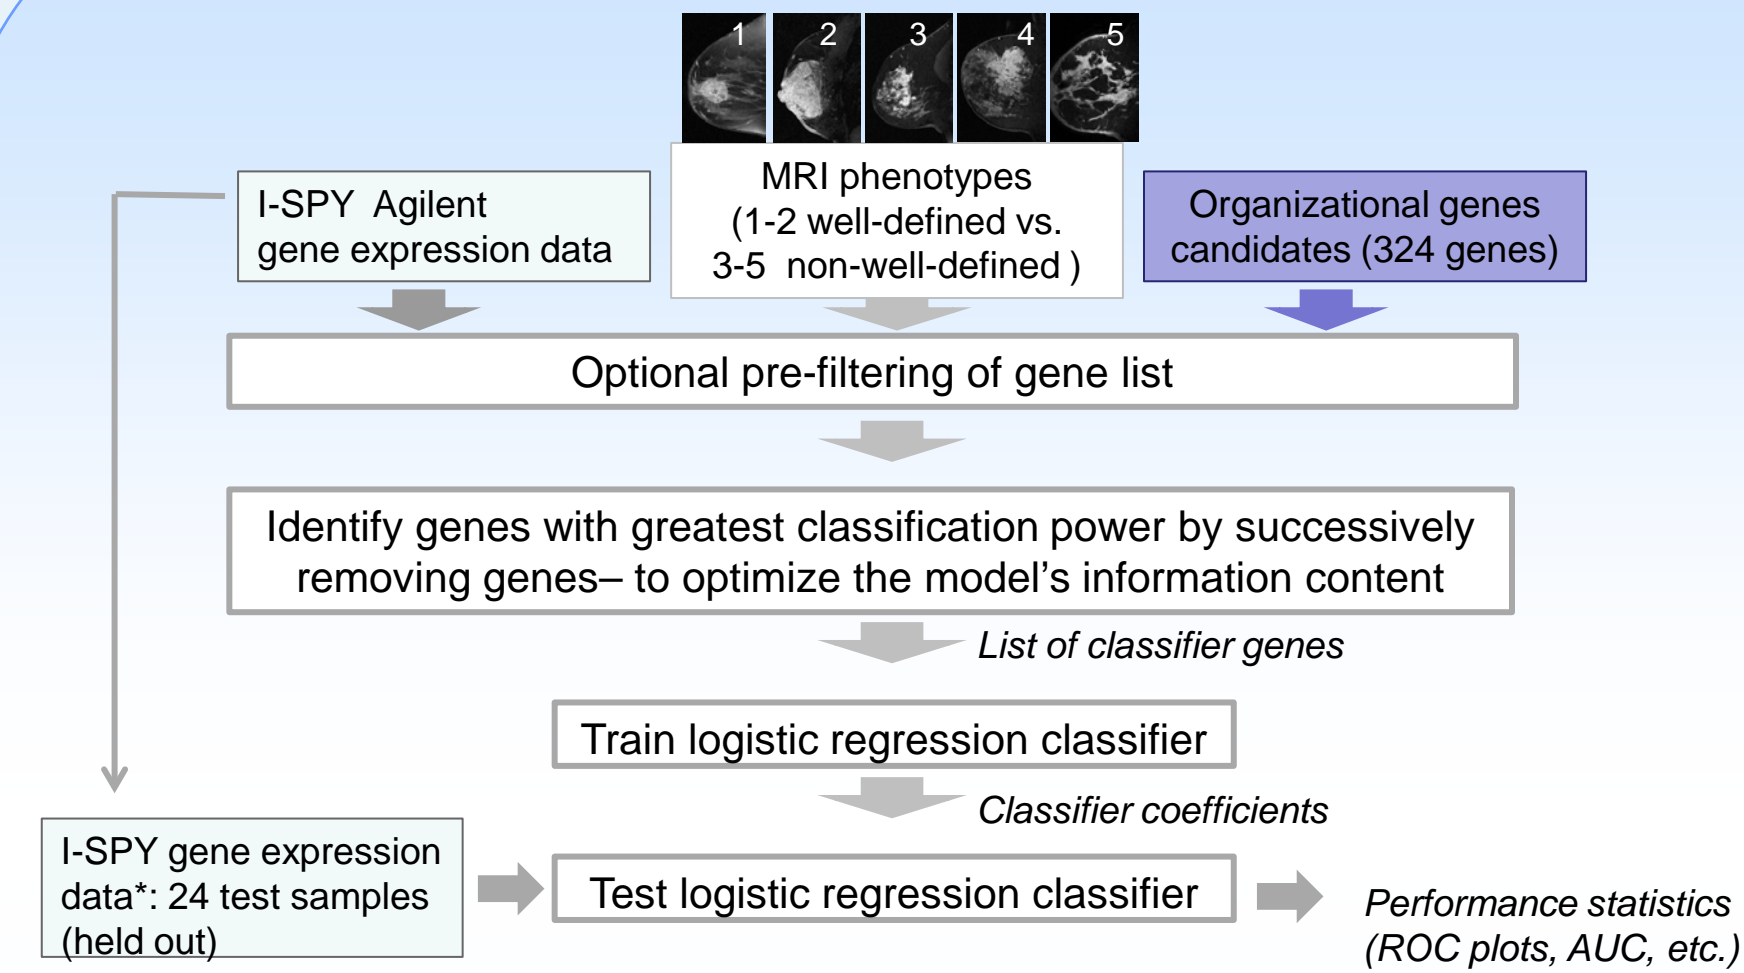 1 2 3 4 5
MRI phenotypes
(1-2 well-defined vs.
3-5 non-well-defined )
I-SPY Agilent
gene expression data
Organizational genes
candidates (324 genes)
Optional pre-filtering of gene list
Identify genes with greatest classification power by successively
removing genes– to optimize the model’s information content
List of classifier genes
Train logistic regression classifier
Classifier coefficients
I-SPY gene expression
data*: 24 test samples
(held out)
Test logistic regression classifier
Performance statistics
(ROC plots, AUC, etc.)